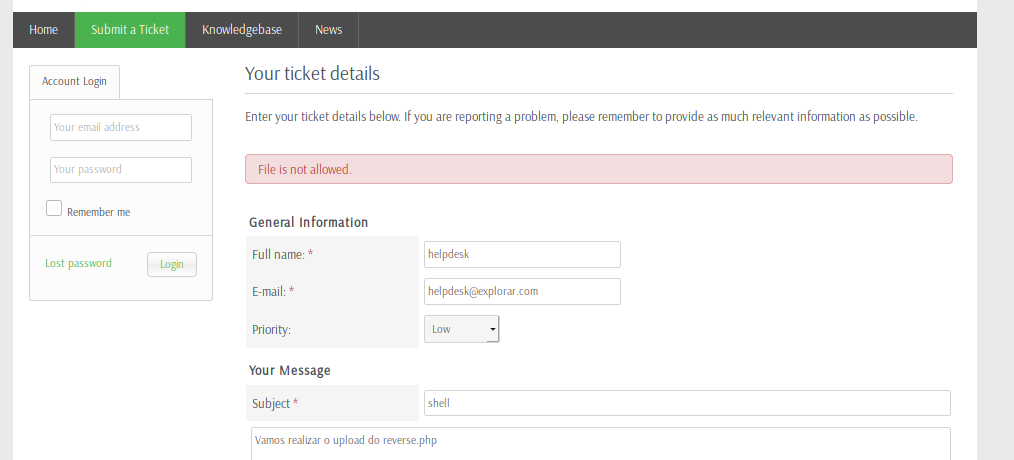 Home Submit a Ticket Knowledgebase News
Account Login
Your email address
Your password
Remember me
Lost password Login
Your ticket details
Enter your ticket details below. If you are reporting a problem, please remember to provide as much relevant information as possible.
File is not allowed.
General Information
Full name: * helpdesk
E-mail: * helpdesk@explorar.com
Priority: Low
Your Message
Subject * shell
Vamos realizar o upload do reverse.php